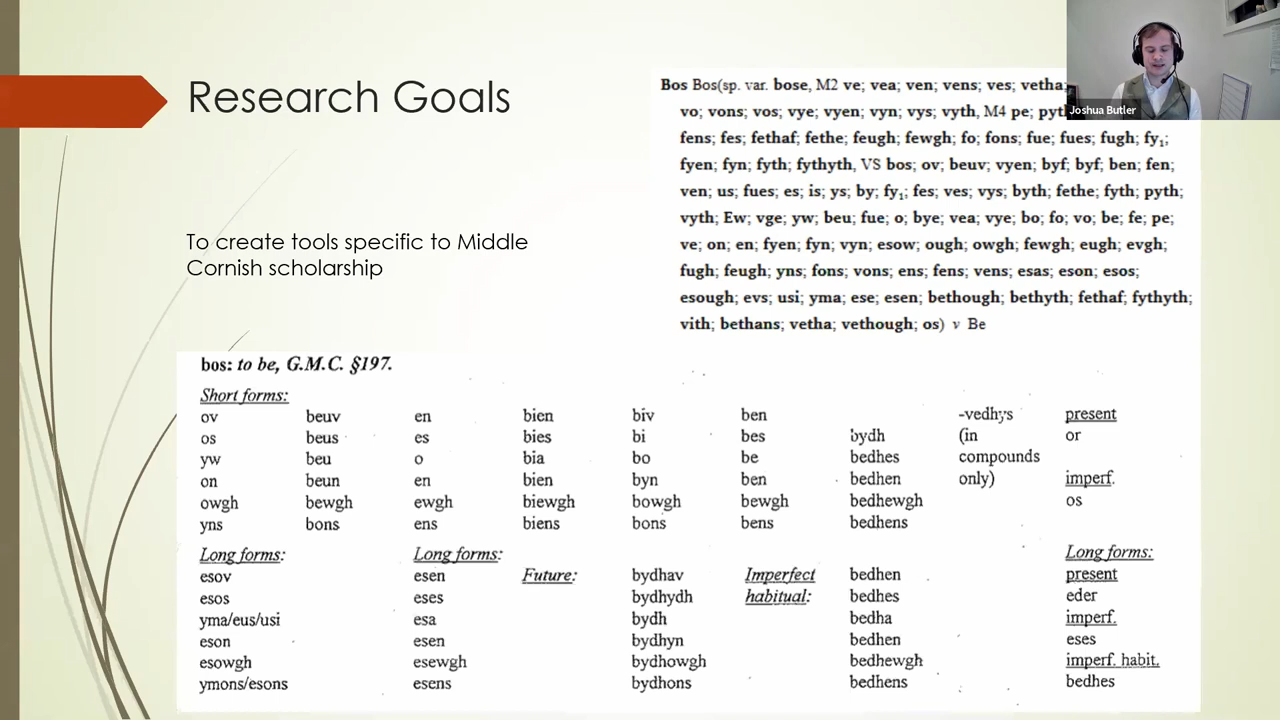 Research Goals
To create tools specific to Middle
Cornish scholarship
Bos Bos(sp. var. bose, M2 ve; vea; ven; vens; ves; vetha;
vo; vons; vos; vye; vyen; vyn; vys; vyth, M4 pe;
fens; fes; fethaf; fethe; feugh; fewgh; fo; fons; fue; fues; fugh; fy₁;
fyen; fyn; fyth; fythyth, VS bos; ov; beuv; vyen; byf; byf; ben; fen;
ven; us; fues; es; is; ys; by; fy₁; fes; ves; vys; byth; fethe; fyth; pyth;
vyth; Ew; vge; yw; beu; fue; o; bye; vea; vye; bo; fo; vo; be; fe; pe;
ve; on; en; fyen; fyn; vyn; esow; ough; owgh; fewgh; eugh; evgh;
fugh; feugh; yns; fons; vons; ens; fens; vens; esas; eson; esos;
esough; evs; usi; yma; ese; esen; bethough; bethyth; fethaf; fythyth;
vith; bethans; vetha; vethough; os) v Be
Joshua Butler
bos: to be, G.M.C. §197.
Short forms:
ov beuv en bien biv ben -vedhys present
os beus es bies bi bes bydh (in or
yw beu o bia bo be bedhes compounds
on beun en bien byn ben bedhen only) imperf.
owgh bewgh ewgh biewgh bowgh bewgh bedhewgh os
yns bons ens biens bons bens bedhens
Long forms: Long forms: Long forms:
esov esen Future: bydhav Imperfect bedhen present
esos eses bydhydh habitual: bedhes eder
yma/eus/usi esa bydh bedha imperf.
eson esen bydhyn bedhen eses
esowgh esewgh bydhowgh bedhewgh imperf. habit.
ymons/esons esens bydhons bedhens bedhes